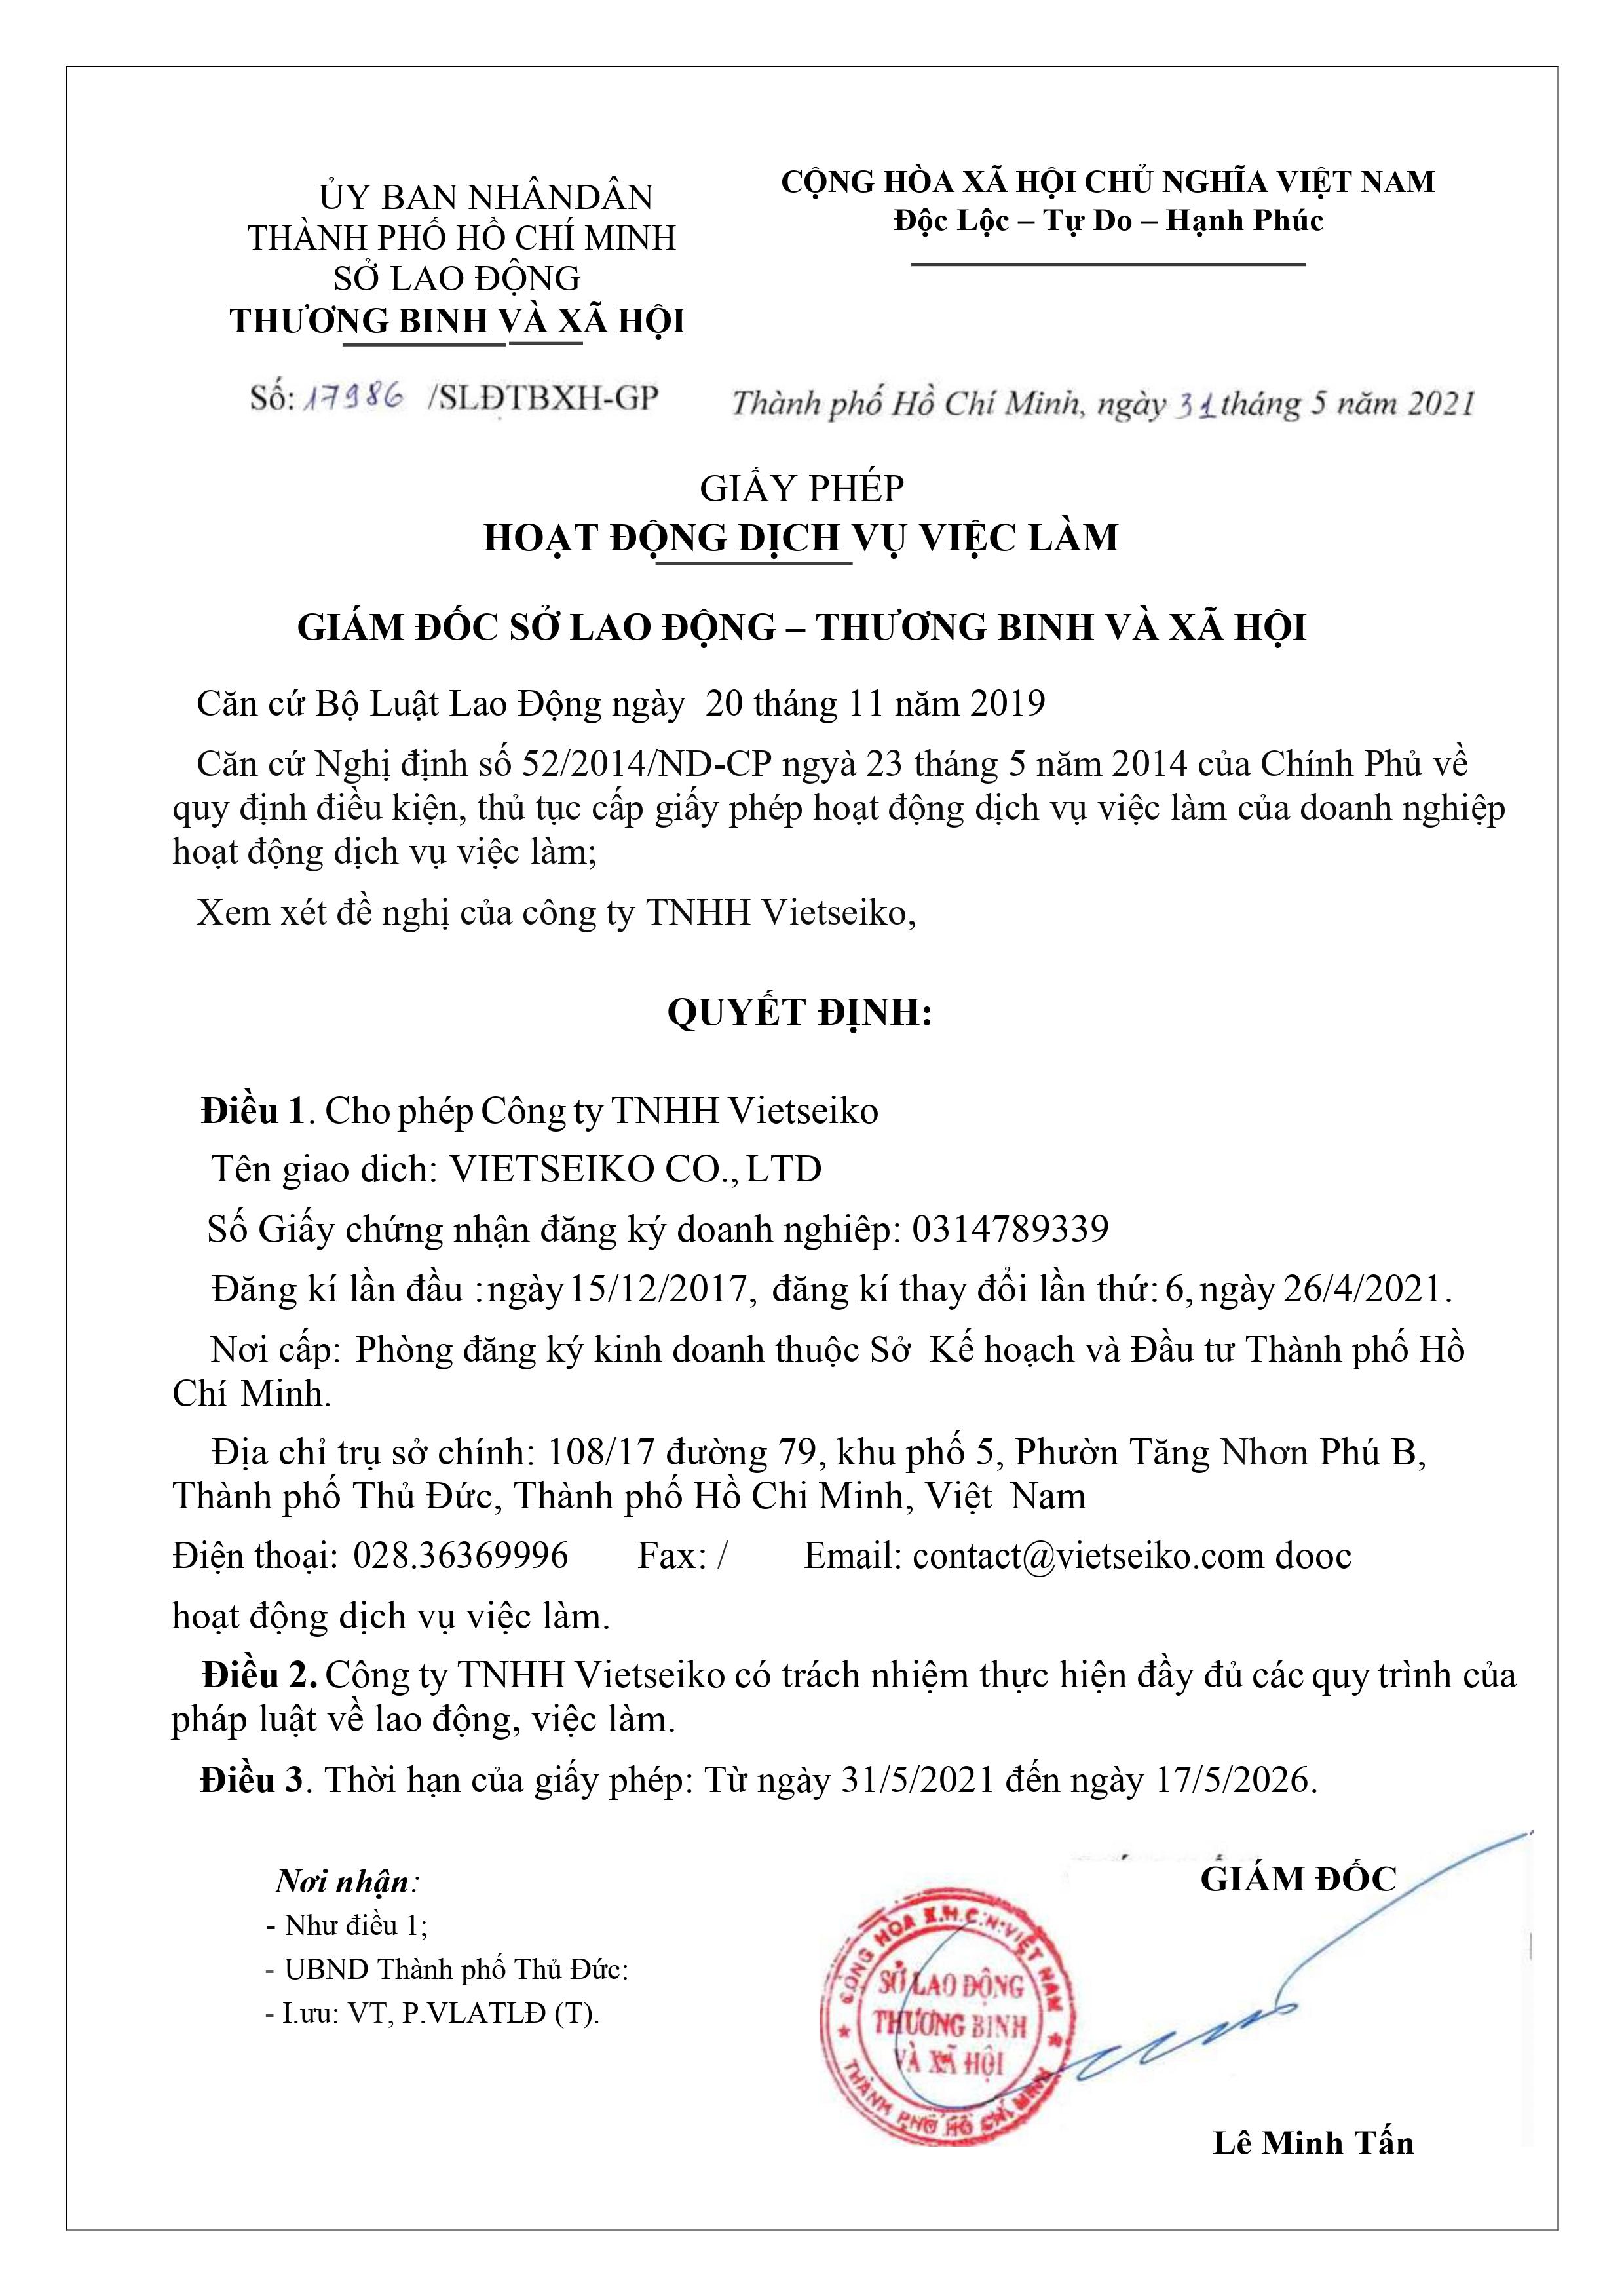 ỦY BAN NHÂNDÂN
THÀNH PHỐ HỒ CHÍ MINH
SỞ LAO ĐỘNG
THƯƠNG BINH VÀ XÃ HỘI
CỘNG HÒA XÃ HỘI CHỦ NGHĨA VIỆT NAM
Độc Lộc – Tự Do – Hạnh Phúc
Số: 17986 /SLĐTBXH-GP
Thành phố Hồ Chí Minh, ngày 31 tháng 5 năm 2021
GIẤY PHÉP
HOẠT ĐỘNG DỊCH VỤ VIỆC LÀM
GIÁM ĐỐC SỞ LAO ĐỘNG – THƯƠNG BINH VÀ XÃ HỘI
Căn cứ Bộ Luật Lao Động ngày 20 tháng 11 năm 2019
Căn cứ Nghị định số 52/2014/ND-CP ngyà 23 tháng 5 năm 2014 của Chính Phủ về
quy định điều kiện, thủ tục cấp giấy phép hoạt động dịch vụ việc làm của doanh nghiệp
hoạt động dịch vụ việc làm;
Xem xét đề nghị của công ty TNHH Vietseiko,
QUYẾT ĐỊNH:
Điều 1. Cho phép Công ty TNHH Vietseiko
Tên giao dich: VIETSEIKO CO., LTD
Số Giấy chứng nhận đăng ký doanh nghiêp: 0314789339
Đăng kí lần đầu : ngày 15/12/2017, đăng kí thay đổi lần thứ: 6, ngày 26/4/2021.
Nơi cấp: Phòng đăng ký kinh doanh thuộc Sở Kế hoạch và Đầu tư Thành phố Hồ
Chí Minh.
Địa chỉ trụ sở chính: 108/17 đường 79, khu phố 5, Phườn Tăng Nhơn Phú B,
Thành phố Thủ Đức, Thành phố Hồ Chi Minh, Việt Nam
Điện thoại: 028.36369996 Fax: / Email: contact@vietseiko.com dooc
hoạt động dịch vụ việc làm.
Điều 2. Công ty TNHH Vietseiko có trách nhiệm thực hiện đầy đủ các quy trình của
pháp luật về lao động, việc làm.
Điều 3. Thời hạn của giấy phép: Từ ngày 31/5/2021 đến ngày 17/5/2026.
Nơi nhận:
- Như điều 1;
- UBND Thành phố Thủ Đức:
- I.ưu: VT, P.VLATLĐ (T).
GIÁM ĐỐC
CỘNG HÒA X.H.C.N VIỆT NAM
SỞ LAO ĐỘNG
THƯƠNG BINH
VÀ XÃ HỘI
THÀNH PHỐ HỒ CHÍ MINH
Lê Minh Tấn